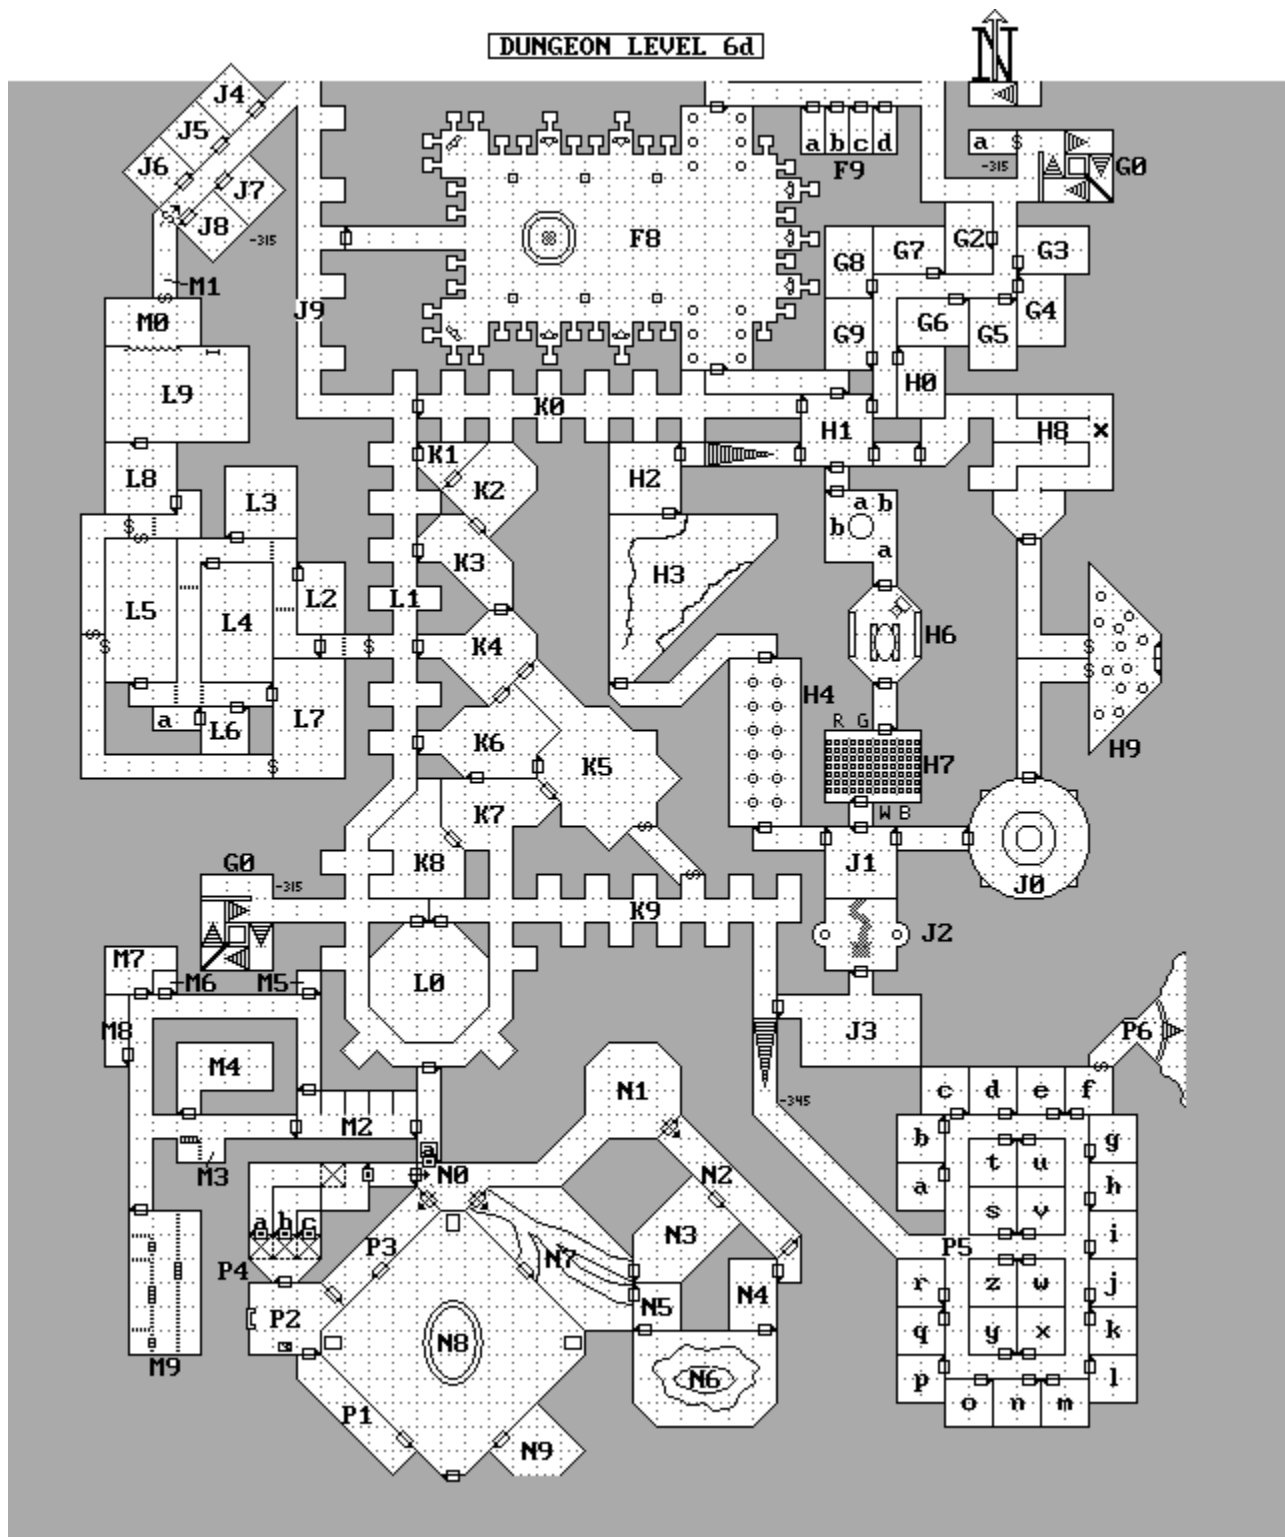 DUNGEON LEVEL 6d
N
J4
J5
J6
J7
J8
-315
a b c d
F9
a $
-315
G0
$
M1
$
F8
G2
G7
G3
G8
J9
M0
G4
G6
G5
G9
L9
H0
K0
H1
H8
x
K1
L8
K2
H2
L3
a b
b
a
$
$
K3
H3
L2
L5
L1
L4
H6
$
$
$
K4
$
$
H4
L7
a
L6
R G
K6
K5
H7
H9
$
W B
K7
$
K8
J1
G0
-315
$
J0
K9
J2
M7
M6
M5
L0
M8
J3
P6
$
M4
N1
c d e f
-345
M2
b
g
a
t u
M3
N0
N2
a
h
s v
a b c
P3
N3
i
N7
P5
P4
r
z w
j
N5
N4
P2
q
y x
k
N8
M9
N6
p
l
o n m
P1
N9